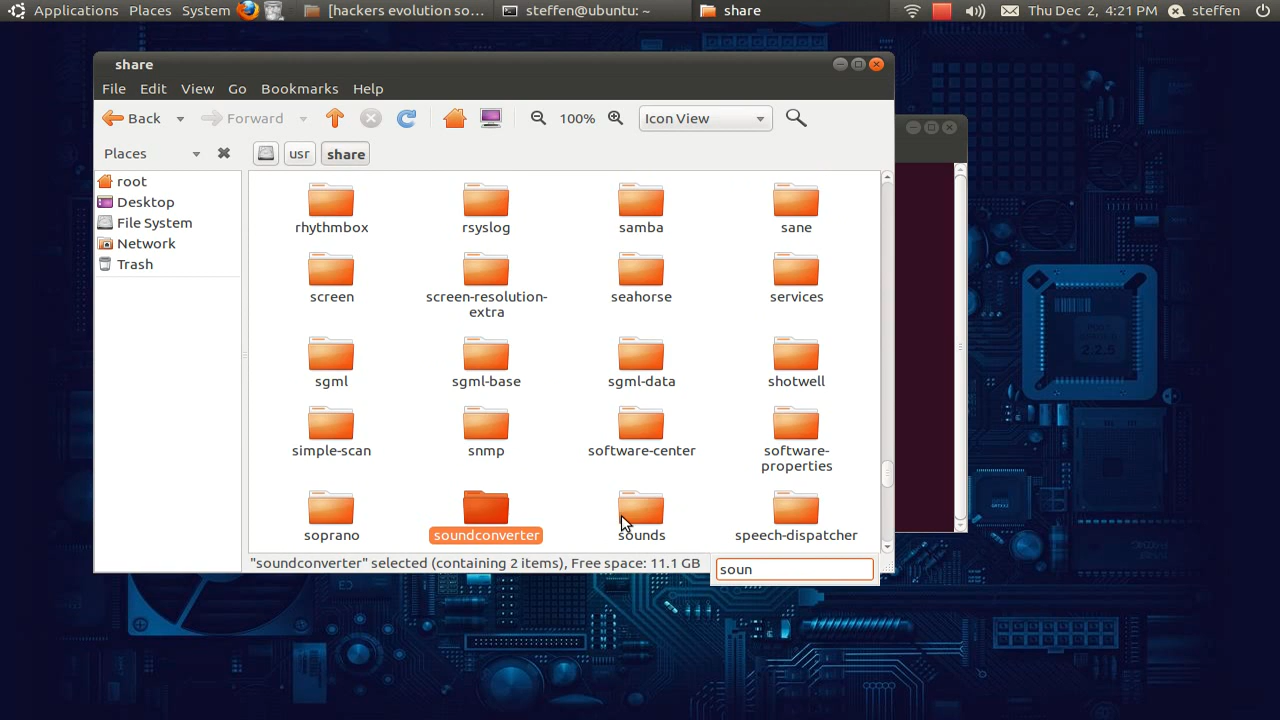 Applications Places System [hackers evolution so... steffen@ubuntu: ~ share Thu Dec 2, 4:21 PM steffen
share
File Edit View Go Bookmarks Help
Back Forward 100% Icon View
Places usr share
root
Desktop
File System
Network
Trash
rhythmbox rsyslog samba sane
screen screen-resolution-
extra seahorse services
sgml sgml-base sgml-data shotwell
simple-scan snmp software-center software-
properties
soprano soundconverter sounds speech-dispatcher
"soundconverter" selected (containing 2 items), Free space: 11.1 GB
soun